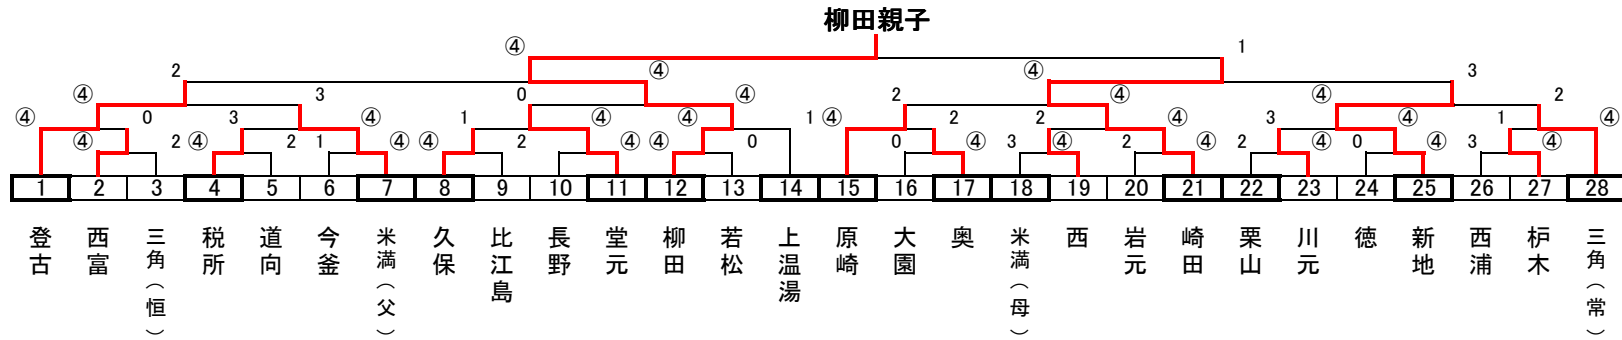 柳田親子
④ 1
2 ④ ④ 3
④ 3 0 ④ 2 ④ ④ 2
④ 0 3 ④ 1 ④ ④ 1 ④ 2 2 ④ 3 ④ 1 ④
④ 2 ④ 2 1 ④ ④ 2 ④ ④ 0 0 ④ 3 ④ 2 ④ 2 ④ 0 ④ 3 ④
1 2 3 4 5 6 7 8 9 10 11 12 13 14 15 16 17 18 19 20 21 22 23 24 25 26 27 28
登古
西富
三角（恒）
税所
道向
今釜
米満（父）
久保
比江島
長野
堂元
柳田
若松
上温湯
原崎
大園
奥
米満（母）
西
岩元
崎田
栗山
川元
徳
新地
西浦
枦木
三角（常）